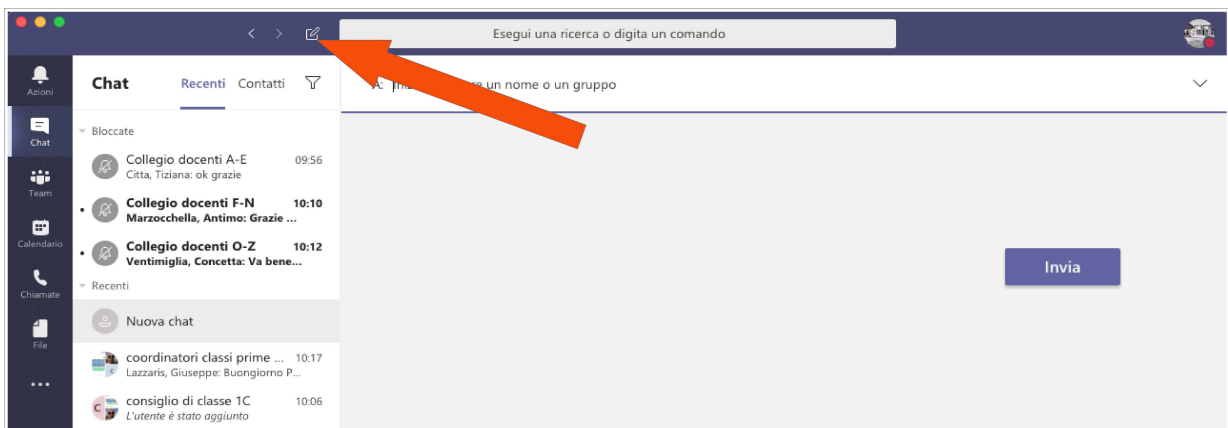 Esegui una ricerca o digita un comando
Azioni
Chat
Team
Calendario
Chiamate
File
Chat Recenti Contatti
Bloccate
Collegio docenti A-E 09:56
Citta, Tiziana: ok grazie
Collegio docenti F-N 10:10
Marzocchella, Antimo: Grazie ...
Collegio docenti O-Z 10:12
Ventimiglia, Concetta: Va bene...
Recenti
Nuova chat
coordinatori classi prime ... 10:17
Lazzaris, Giuseppe: Buongiorno P...
consiglio di classe 1C 10:06
L'utente è stato aggiunto
A: un nome o un gruppo
Invia